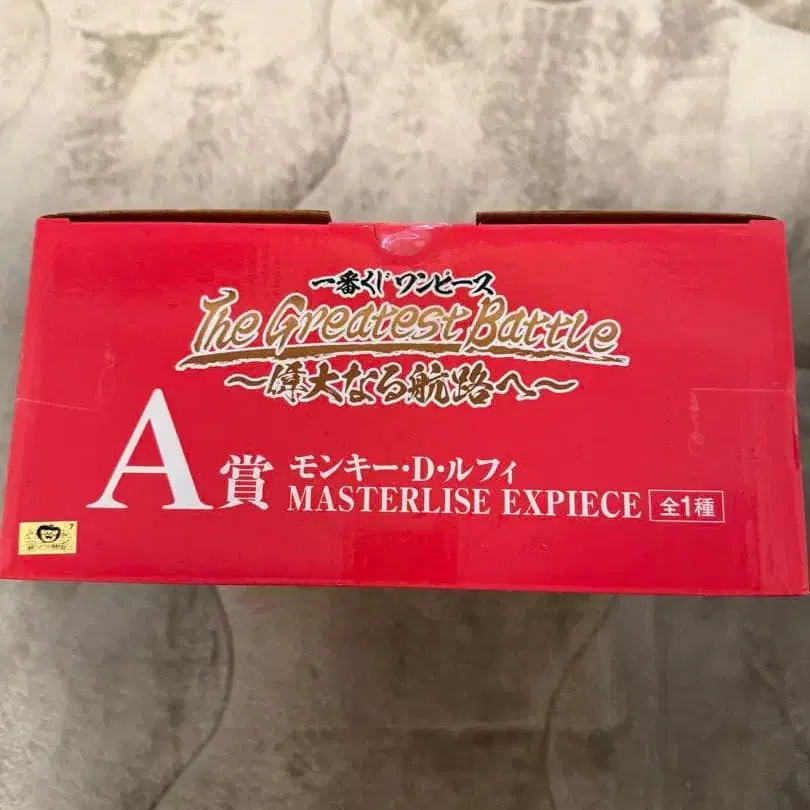 一番くじ ワンピース
The Greatest Battle
～偉大なる航路へ～
A賞 モンキー・D・ルフィ
MASTERLISE EXPIECE 全1種